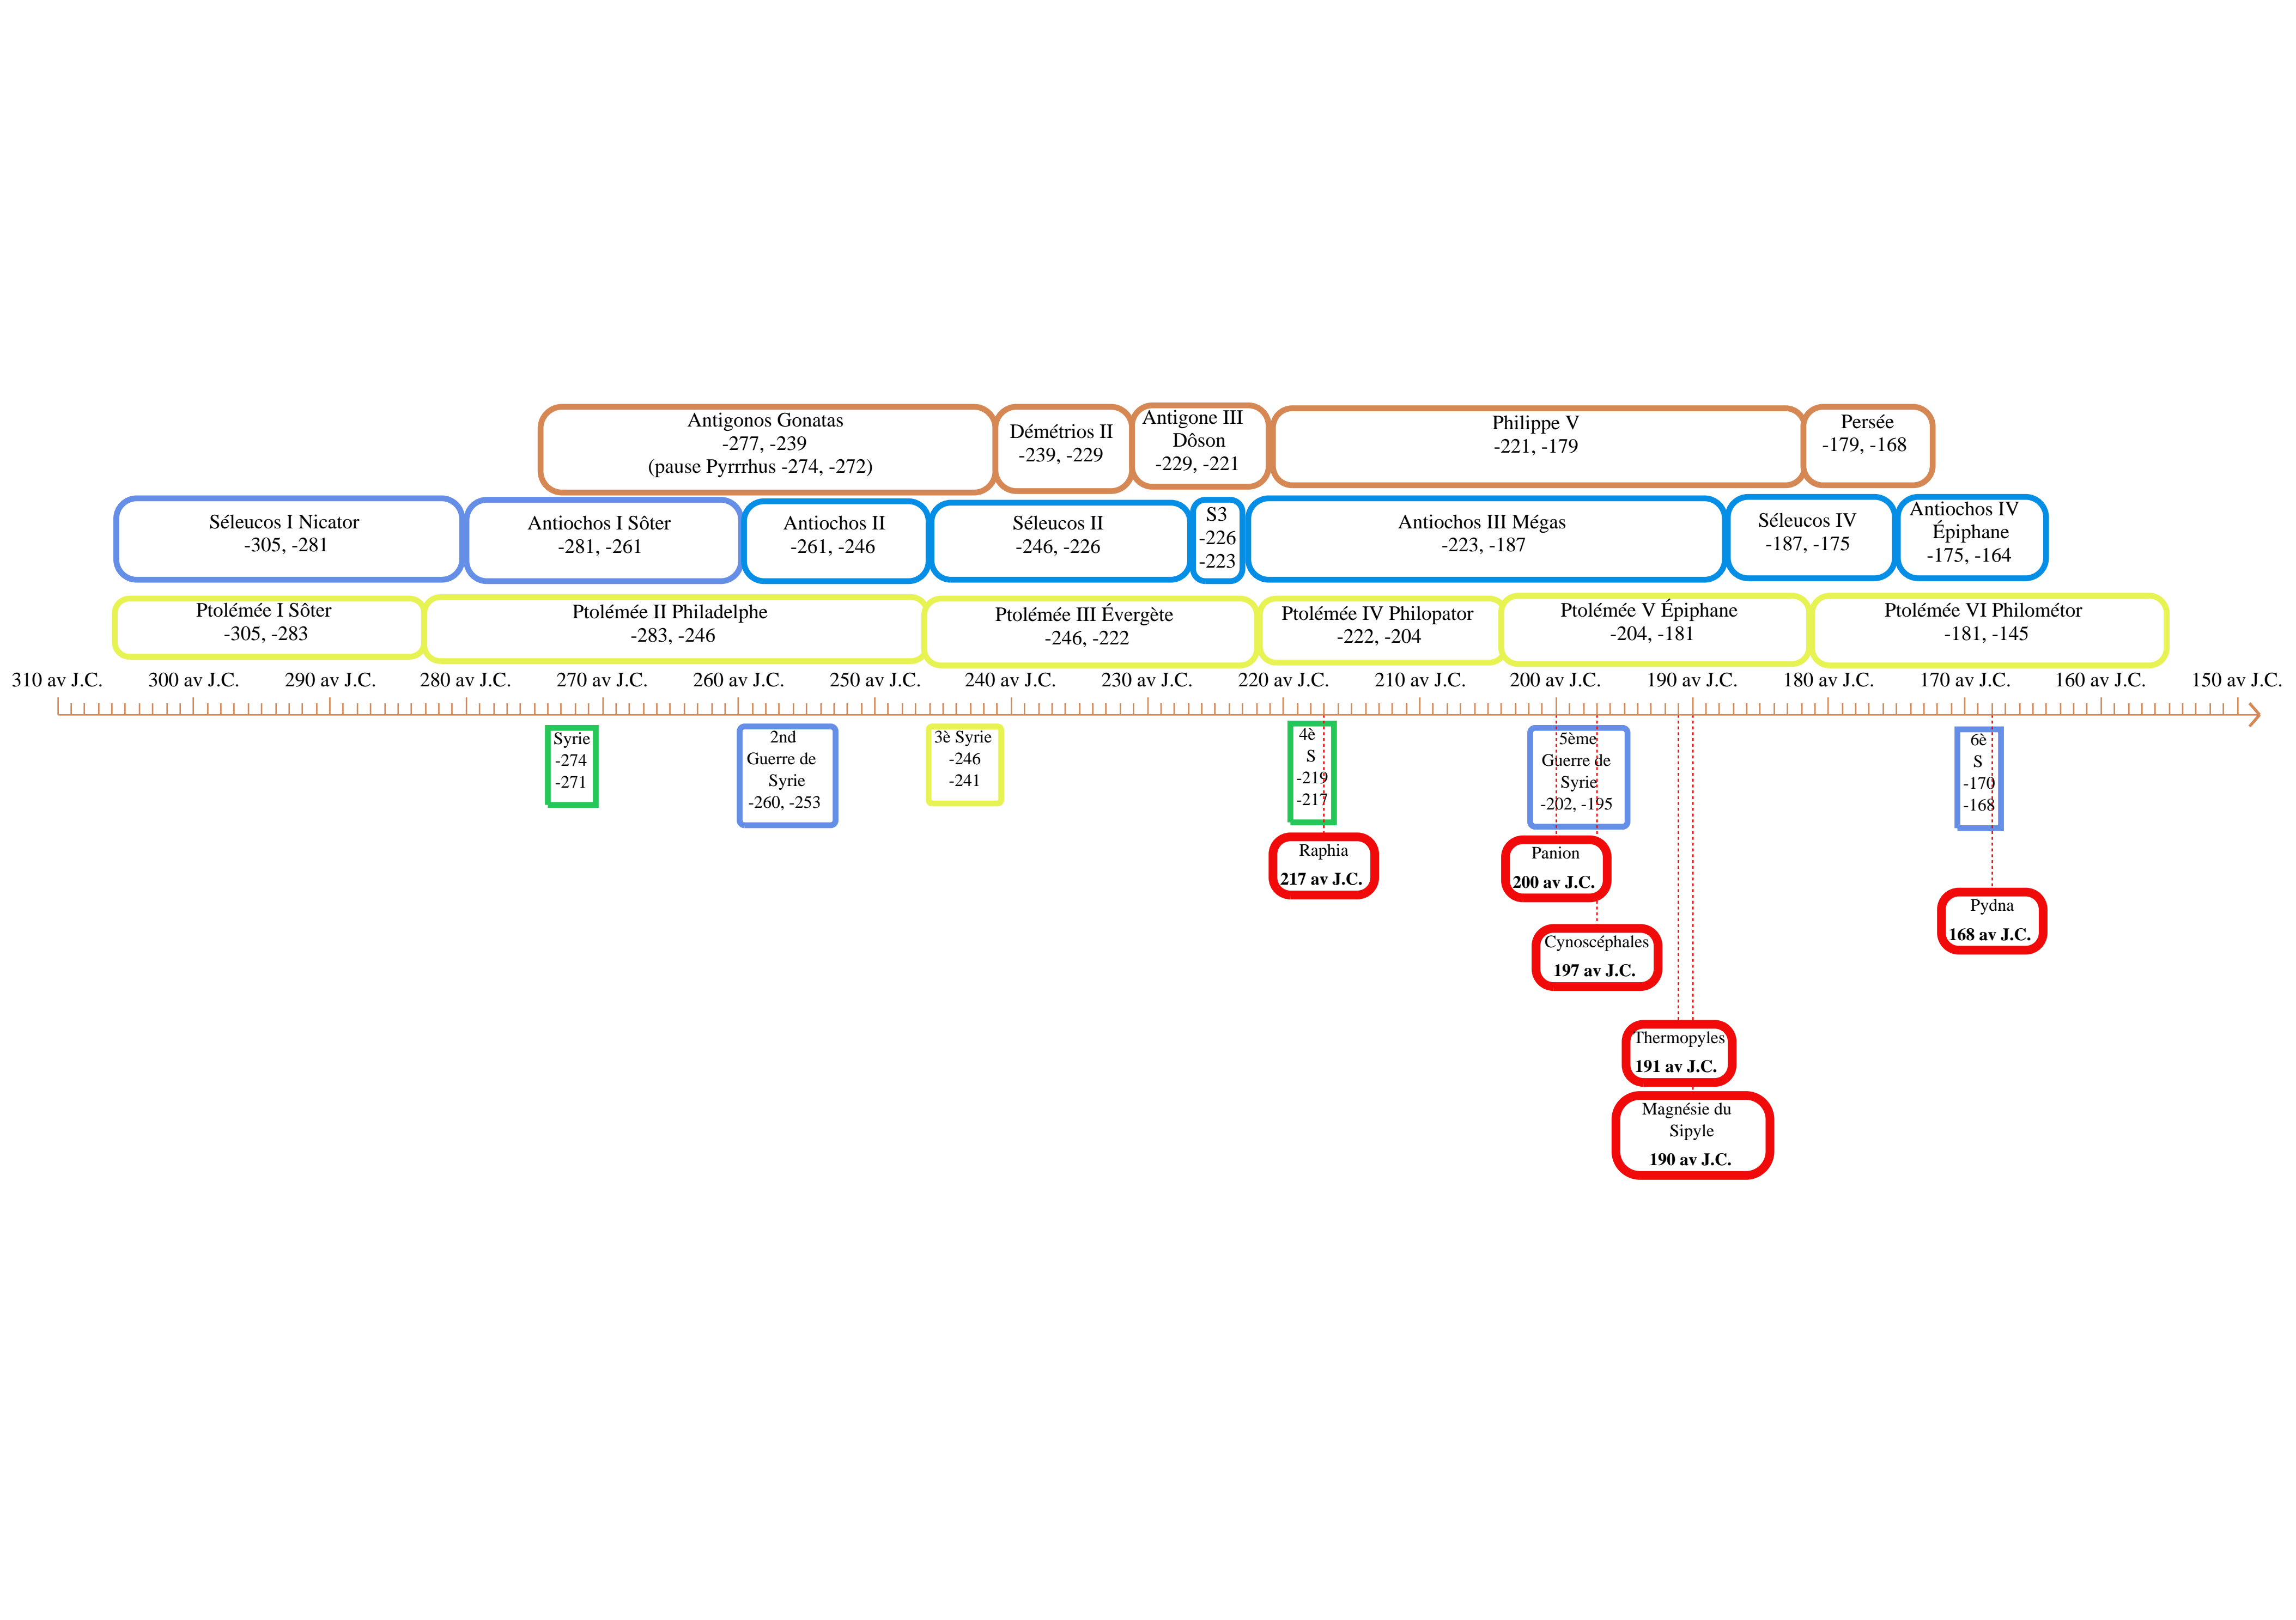 Antigonos Gonatas
-277, -239
(pause Pyrrrhus -274, -272)
Démétrios II
-239, -229
Antigone III
Dôson
-229, -221
Philippe V
-221, -179
Persée
-179, -168
Séleucos I Nicator
-305, -281
Antiochos I Sôter
-281, -261
Antiochos II
-261, -246
Séleucos II
-246, -226
S3
-226
-223
Antiochos III Mégas
-223, -187
Séleucos IV
-187, -175
Antiochos IV
Épiphane
-175, -164
Ptolémée I Sôter
-305, -283
Ptolémée II Philadelphe
-283, -246
Ptolémée III Évergète
-246, -222
Ptolémée IV Philopator
-222, -204
Ptolémée V Épiphane
-204, -181
Ptolémée VI Philométor
-181, -145
310 av J.C.
300 av J.C.
290 av J.C.
280 av J.C.
270 av J.C.
260 av J.C.
250 av J.C.
240 av J.C.
230 av J.C.
220 av J.C.
210 av J.C.
200 av J.C.
190 av J.C.
180 av J.C.
170 av J.C.
160 av J.C.
150 av J.C.
Syrie
-274
-271
2nd
Guerre de
Syrie
-260, -253
3è Syrie
-246
-241
4è
S
-219
-217
5ème
Guerre de
Syrie
-202, -195
6è
S
-170
-168
Raphia
217 av J.C.
Panion
200 av J.C.
Pydna
168 av J.C.
Cynoscéphales
197 av J.C.
Thermopyles
191 av J.C.
Magnésie du
Sipyle
190 av J.C.